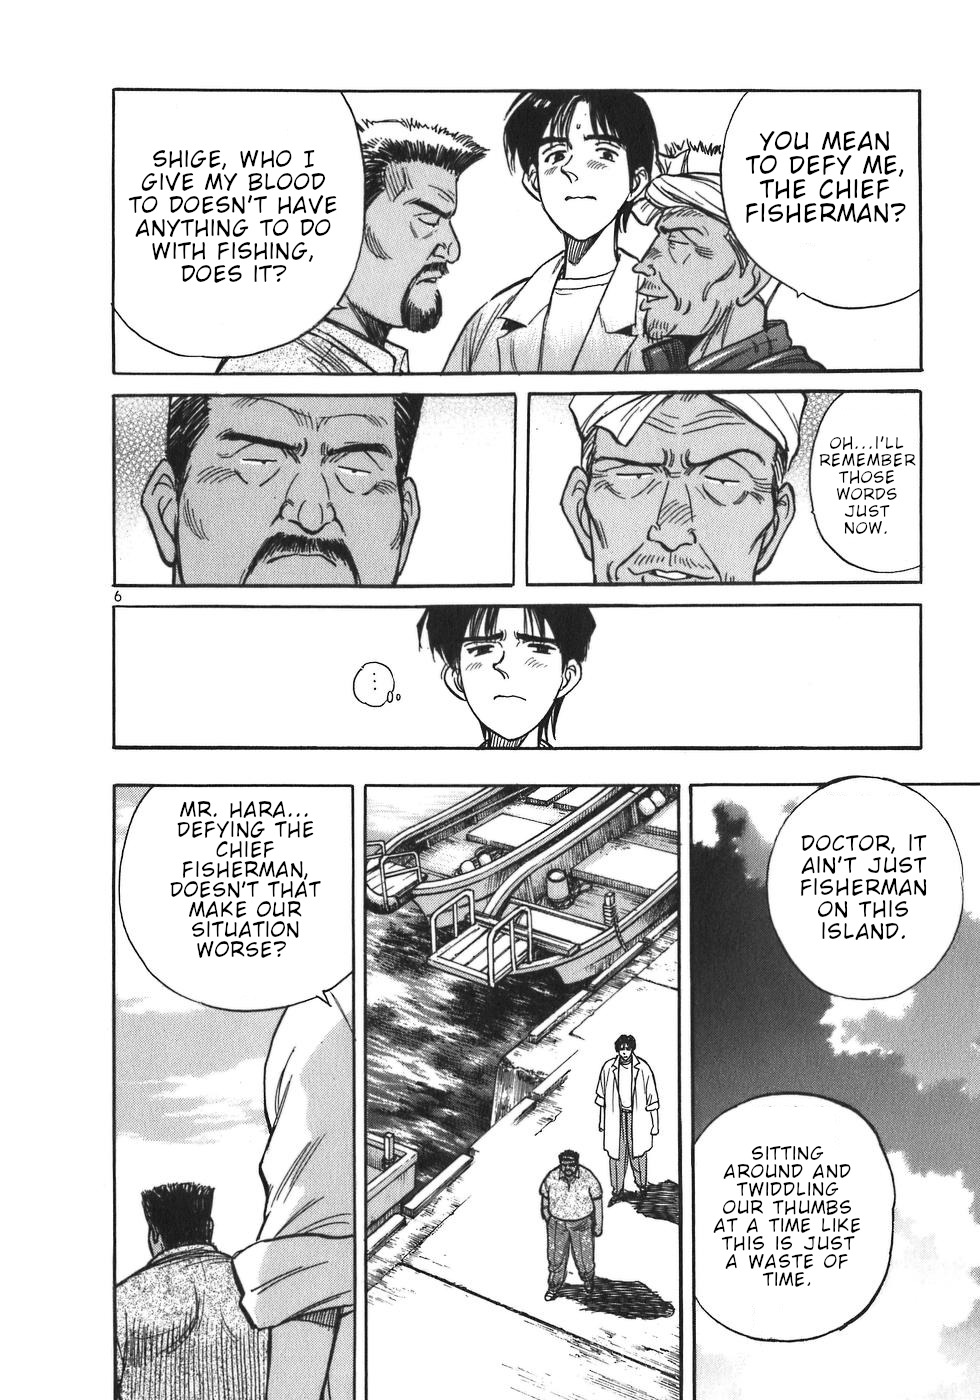 YOU MEAN
TO DEFY ME,
THE CHIEF
FISHERMAN?
SHIGE, WHO I
GIVE MY BLOOD
TO DOESN'T HAVE
ANYTHING TO DO
WITH FISHING,
DOES IT?
OH...I'LL
REMEMBER
THOSE
WORDS
JUST
NOW.
6
...
DOCTOR, IT
AIN'T JUST
FISHERMAN
ON THIS
ISLAND.
SITTING
AROUND AND
TWIDDLING
OUR THUMBS
AT A TIME LIKE
THIS IS JUST
A WASTE OF
TIME.
MR. HARA...
DEFYING THE
CHIEF
FISHERMAN,
DOESN'T THAT
MAKE OUR
SITUATION
WORSE?